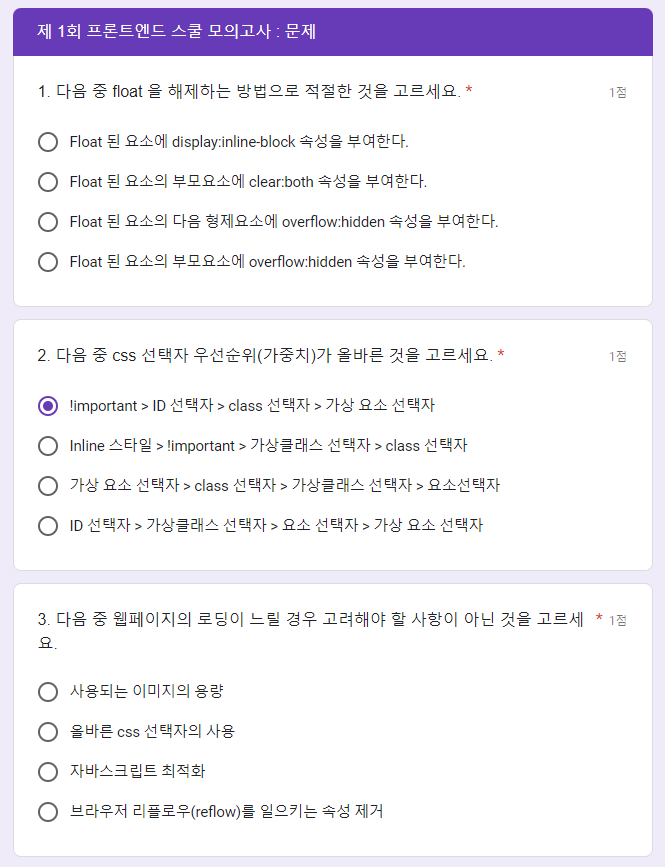 제 1회 프론트엔드 스쿨 모의고사 : 문제
1. 다음 중 float 을 해제하는 방법으로 적절한 것을 고르세요. * 1점
Float 된 요소에 display:inline-block 속성을 부여한다.
Float 된 요소의 부모요소에 clear:both 속성을 부여한다.
Float 된 요소의 다음 형제요소에 overflow:hidden 속성을 부여한다.
Float 된 요소의 부모요소에 overflow:hidden 속성을 부여한다.
2. 다음 중 css 선택자 우선순위(가중치)가 올바른 것을 고르세요. * 1점
!important > ID 선택자 > class 선택자 > 가상 요소 선택자
Inline 스타일 > !important > 가상클래스 선택자 > class 선택자
가상 요소 선택자 > class 선택자 > 가상클래스 선택자 > 요소선택자
ID 선택자 > 가상클래스 선택자 > 요소 선택자 > 가상 요소 선택자
3. 다음 중 웹페이지의 로딩이 느릴 경우 고려해야 할 사항이 아닌 것을 고르세 * 1점
요.
사용되는 이미지의 용량
올바른 css 선택자의 사용
자바스크립트 최적화
브라우저 리플로우(reflow)를 일으키는 속성 제거